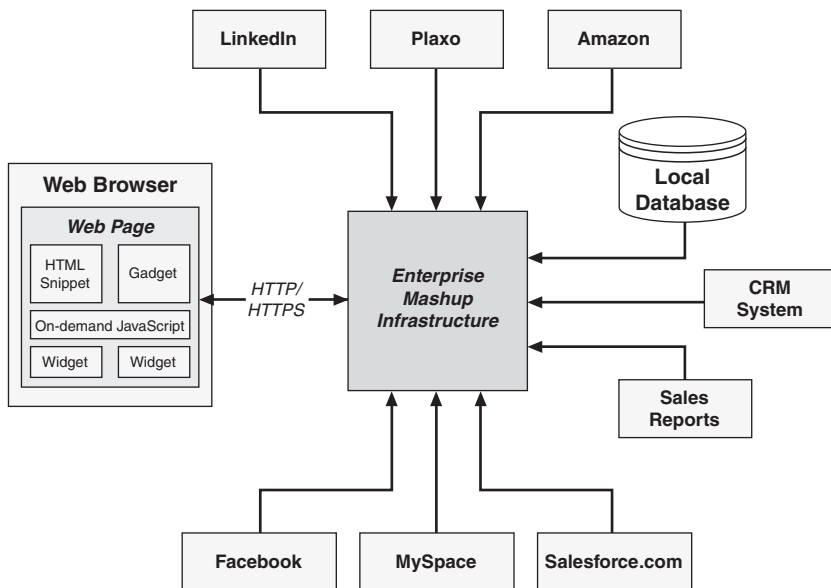 LinkedIn
Plaxo
Amazon
Local
Database
Web Browser
Web Page
HTML
Snippet
Gadget
On-demand JavaScript
Widget
Widget
HTTP/
HTTPS
Enterprise
Mashup
Infrastructure
CRM
System
Sales
Reports
Facebook
MySpace
Salesforce.com